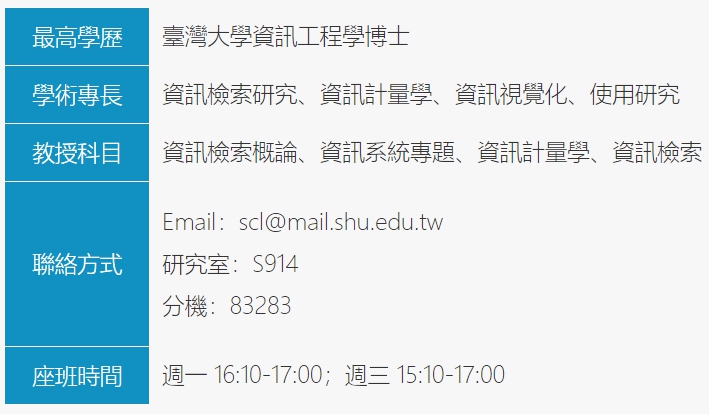 最高學歷 臺灣大學資訊工程學博士
學術專長 資訊檢索研究、資訊計量學、資訊視覺化、使用研究
教授科目 資訊檢索概論、資訊系統專題、資訊計量學、資訊檢索
聯絡方式
Email：scl@mail.shu.edu.tw
研究室：S914
分機：83283
座班時間 週一 16:10-17:00；週三 15:10-17:00